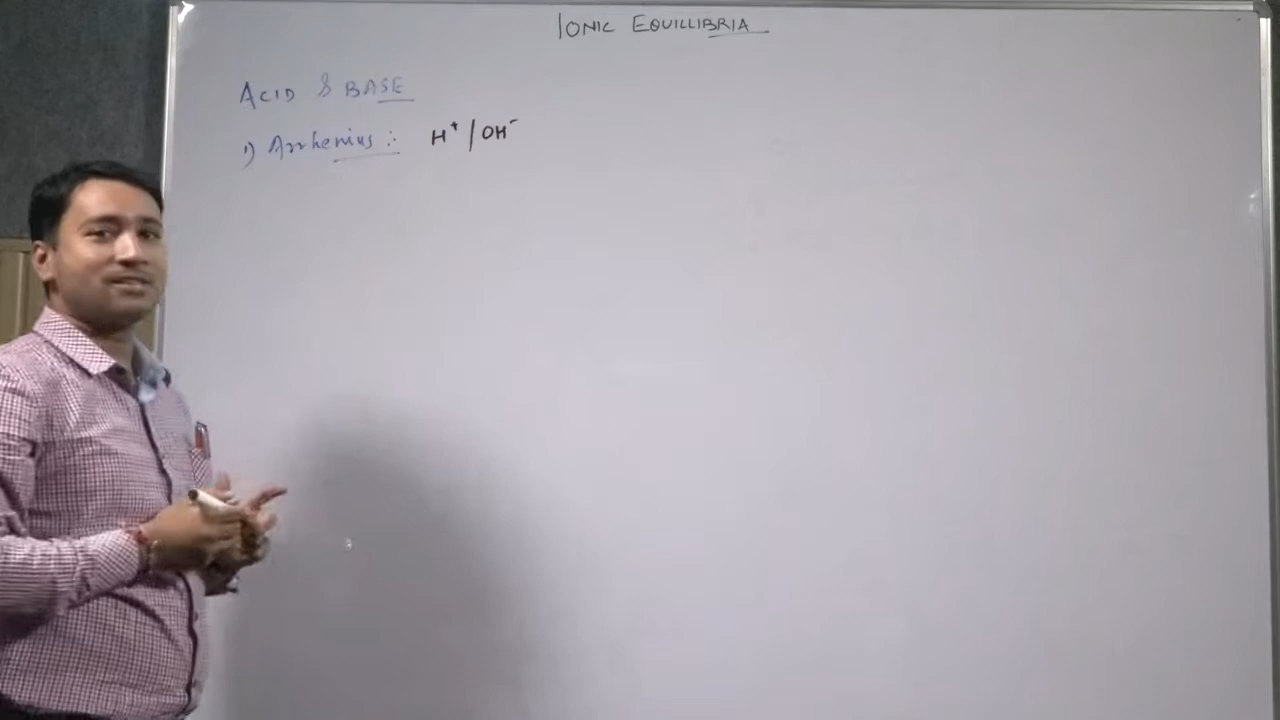 IONIC EQUILLIBRIA
ACID & BASE
1) Arrhenius : H⁺ / OH⁻